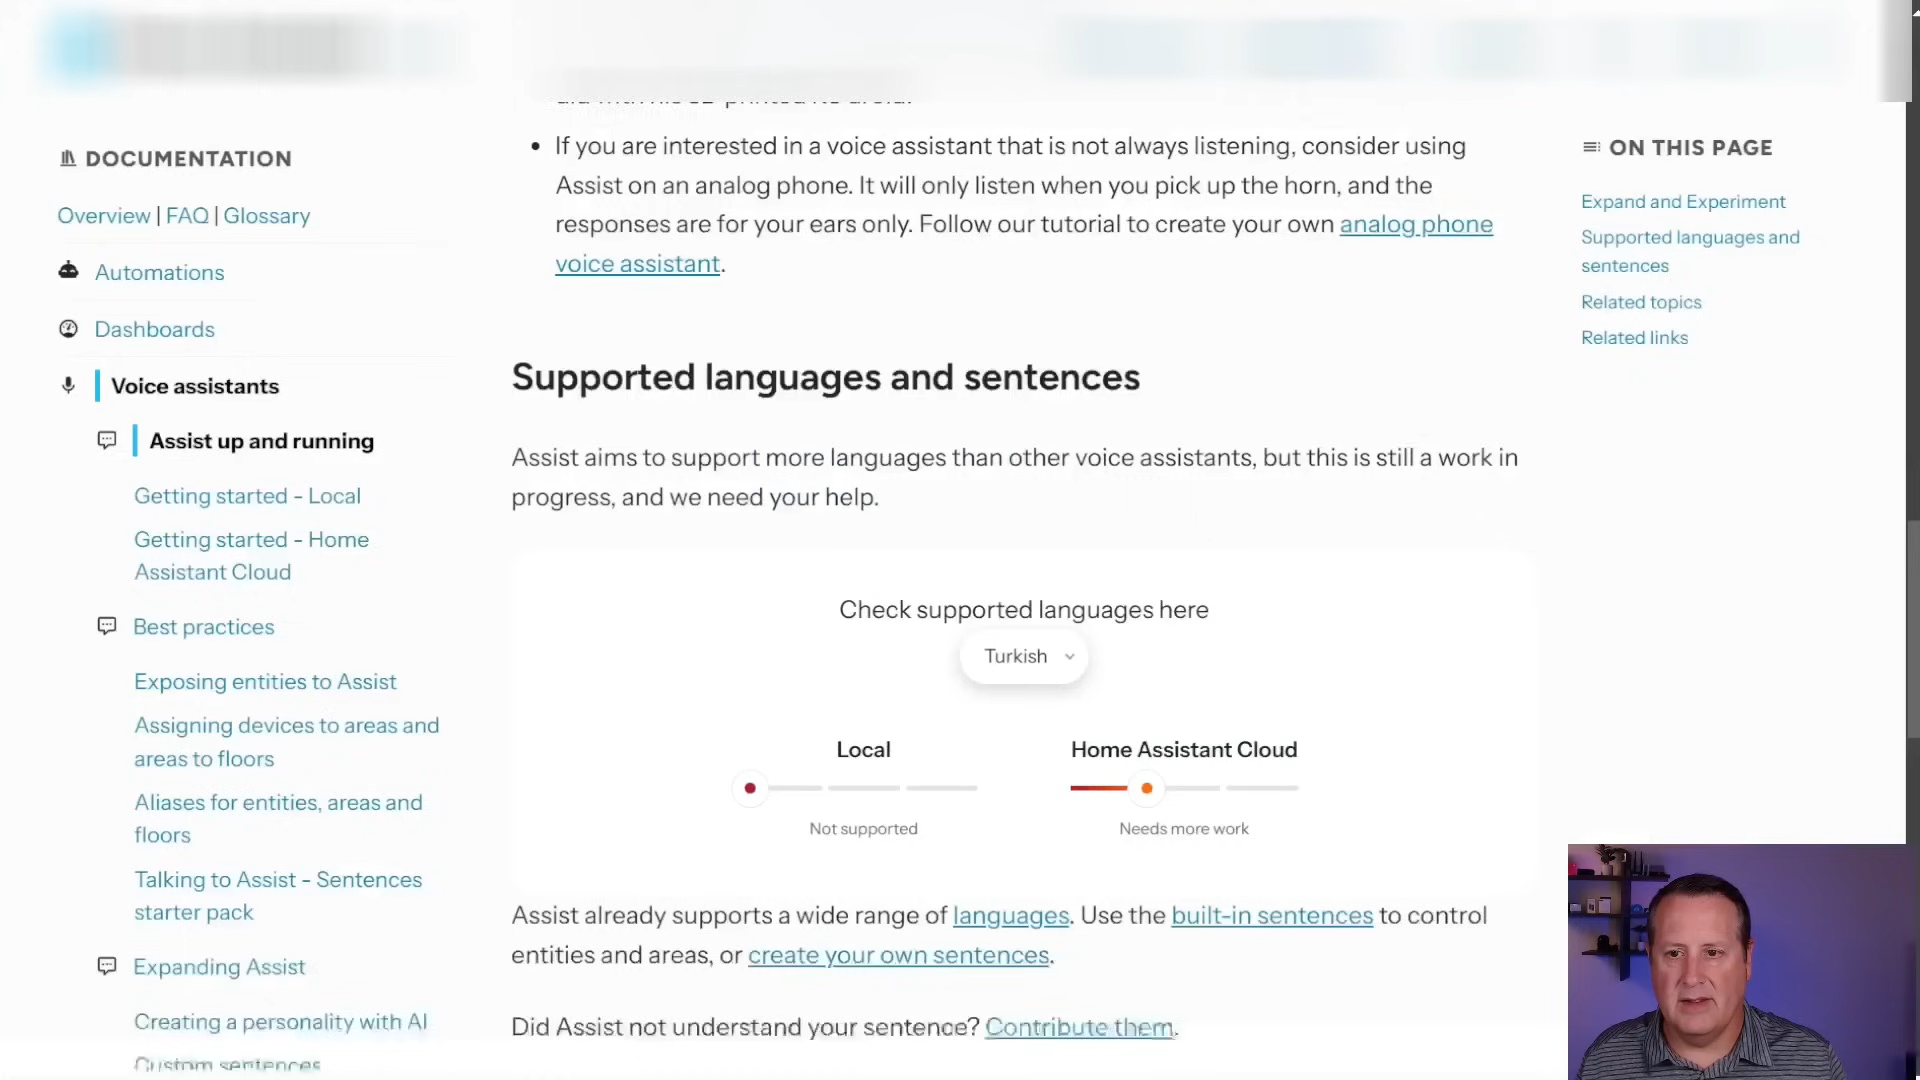 DOCUMENTATION
Overview | FAQ | Glossary
Automations
Dashboards
Voice assistants
Assist up and running
Getting started - Local
Getting started - Home
Assistant Cloud
Best practices
Exposing entities to Assist
Assigning devices to areas and
areas to floors
Aliases for entities, areas and
floors
Talking to Assist - Sentences
starter pack
Expanding Assist
Creating a personality with AI
Custom sentences
• If you are interested in a voice assistant that is not always listening, consider using
Assist on an analog phone. It will only listen when you pick up the horn, and the
responses are for your ears only. Follow our tutorial to create your own analog phone
voice assistant.
Supported languages and sentences
Assist aims to support more languages than other voice assistants, but this is still a work in
progress, and we need your help.
Check supported languages here
Turkish
Local
Not supported
Home Assistant Cloud
Needs more work
Assist already supports a wide range of languages. Use the built-in sentences to control
entities and areas, or create your own sentences.
Did Assist not understand your sentence? Contribute them.
ON THIS PAGE
Expand and Experiment
Supported languages and
sentences
Related topics
Related links